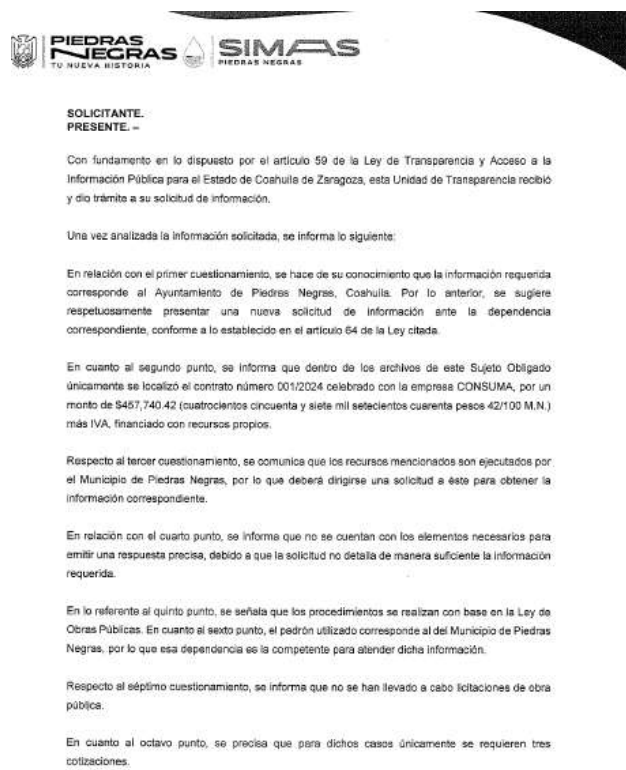 PIEDRAS
NEGRAS
TU NUEVA HISTORIA
SIMAS
PIEDRAS NEGRAS
SOLICITANTE.
PRESENTE. –
Con fundamento en lo dispuesto por el artículo 59 de la Ley de Transparencia y Acceso a la
Información Pública para el Estado de Coahuila de Zaragoza, esta Unidad de Transparencia recibió
y dio trámite a su solicitud de información.
Una vez analizada la información solicitada, se informa lo siguiente:
En relación con el primer cuestionamiento, se hace de su conocimiento que la información requerida
corresponde al Ayuntamiento de Piedras Negras, Coahuila. Por lo anterior, se sugiere
respetuosamente presentar una nueva solicitud de información ante la dependencia
correspondiente, conforme a lo establecido en el artículo 64 de la Ley citada.
En cuanto al segundo punto, se informa que dentro de los archivos de este Sujeto Obligado
únicamente se localizó el contrato número 001/2024 celebrado con la empresa CONSUMA, por un
monto de $457,740.42 (cuatrocientos cincuenta y siete mil setecientos cuarenta pesos 42/100 M.N.)
más IVA, financiado con recursos propios.
Respecto al tercer cuestionamiento, se comunica que los recursos mencionados son ejecutados por
el Municipio de Piedras Negras, por lo que deberá dirigirse una solicitud a éste para obtener la
información correspondiente.
En relación con el cuarto punto, se informa que no se cuentan con los elementos necesarios para
emitir una respuesta precisa, debido a que la solicitud no detalla de manera suficiente la información
requerida.
En lo referente al quinto punto, se señala que los procedimientos se realizan con base en la Ley de
Obras Públicas. En cuanto al sexto punto, el padrón utilizado corresponde al del Municipio de Piedras
Negras, por lo que esa dependencia es la competente para atender dicha información.
Respecto al séptimo cuestionamiento, se informa que no se han llevado a cabo licitaciones de obra
pública.
En cuanto al octavo punto, se precisa que para dichos casos únicamente se requieren tres
cotizaciones.